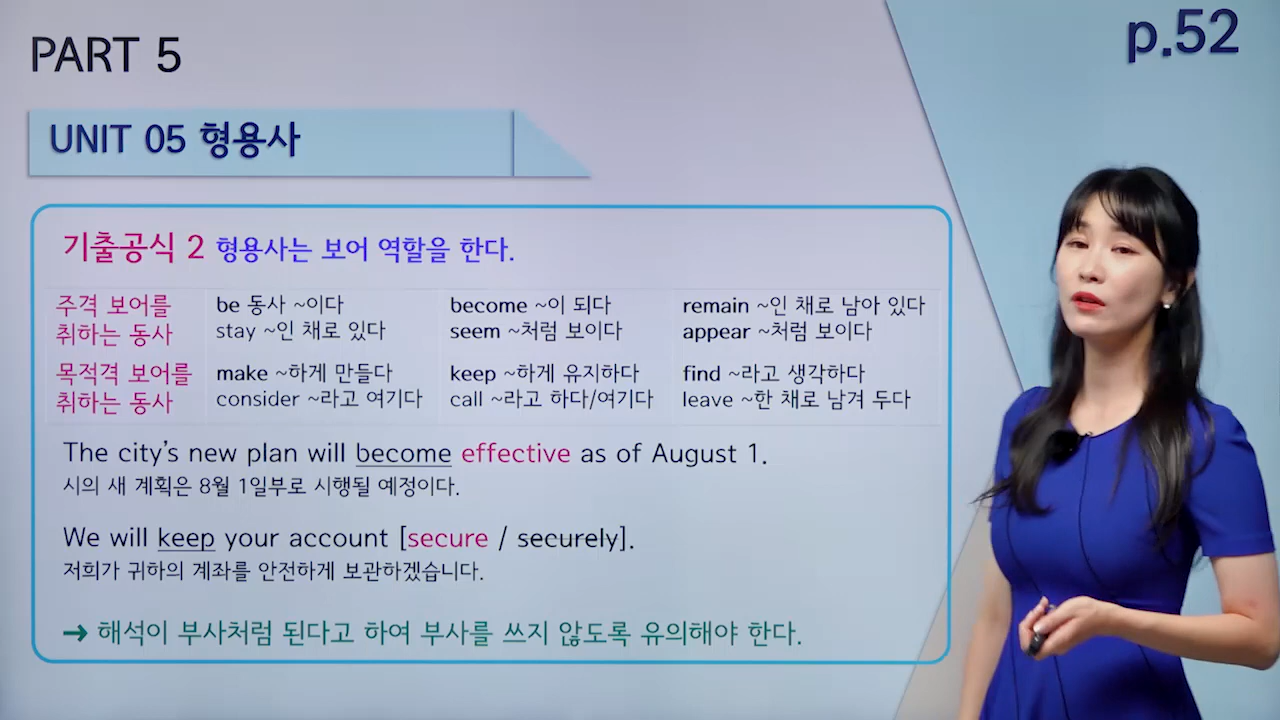 PART 5
p.52
UNIT 05 형용사
기출공식 2 형용사는 보어 역할을 한다.
주격 보어를 취하는 동사
be 동사 ~이다
become ~이 되다
remain ~인 채로 남아 있다
stay ~인 채로 있다
seem ~처럼 보이다
appear ~처럼 보이다
목적격 보어를 취하는 동사
make ~하게 만들다
keep ~하게 유지하다
find ~라고 생각하다
consider ~라고 여기다
call ~라고 하다/여기다
leave ~한 채로 남겨 두다
The city's new plan will become effective as of August 1.
시의 새 계획은 8월 1일부로 시행될 예정이다.
We will keep your account [secure / securely].
저희가 귀하의 계좌를 안전하게 보관하겠습니다.
→ 해석이 부사처럼 된다고 하여 부사를 쓰지 않도록 유의해야 한다.